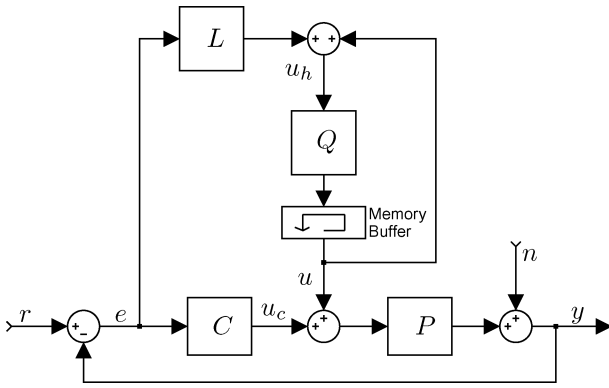 L
+ +
u_h
Q
Memory
Buffer
n
u
r
+
−
e
C
u_c
+
+
P
+
+
y